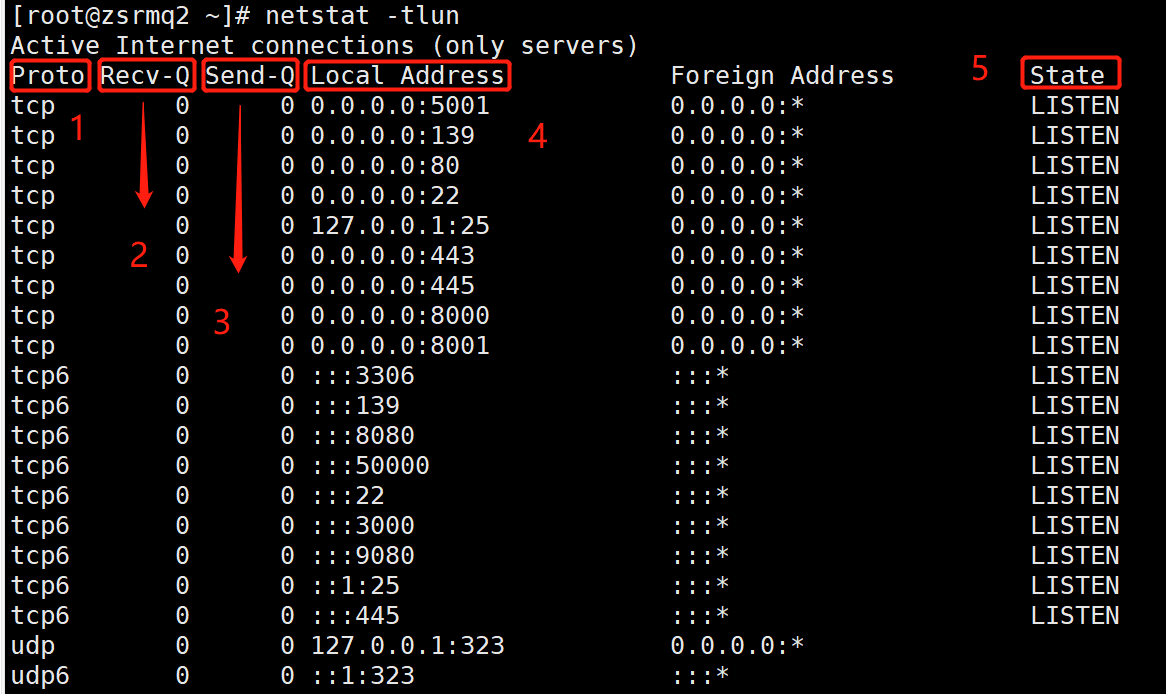 [root@zsrmq2 ~]# netstat -tlun
Active Internet connections (only servers)
Proto Recv-Q Send-Q Local Address           Foreign Address         5 State
tcp        0      0 0.0.0.0:5001            0.0.0.0:*               LISTEN
1
tcp        0      0 0.0.0.0:139             0.0.0.0:*               LISTEN
4
tcp        0      0 0.0.0.0:80              0.0.0.0:*               LISTEN
tcp        0      0 0.0.0.0:22              0.0.0.0:*               LISTEN
tcp        0      0 127.0.0.1:25            0.0.0.0:*               LISTEN
2
tcp        0      0 0.0.0.0:443             0.0.0.0:*               LISTEN
tcp        0      0 0.0.0.0:445             0.0.0.0:*               LISTEN
3
tcp        0      0 0.0.0.0:8000            0.0.0.0:*               LISTEN
tcp        0      0 0.0.0.0:8001            0.0.0.0:*               LISTEN
tcp6       0      0 :::3306                 :::*                    LISTEN
tcp6       0      0 :::139                  :::*                    LISTEN
tcp6       0      0 :::8080                 :::*                    LISTEN
tcp6       0      0 :::50000                :::*                    LISTEN
tcp6       0      0 :::22                   :::*                    LISTEN
tcp6       0      0 :::3000                 :::*                    LISTEN
tcp6       0      0 :::9080                 :::*                    LISTEN
tcp6       0      0 ::1:25                  :::*                    LISTEN
tcp6       0      0 :::445                  :::*                    LISTEN
udp        0      0 127.0.0.1:323           0.0.0.0:*
udp6       0      0 ::1:323                 :::*